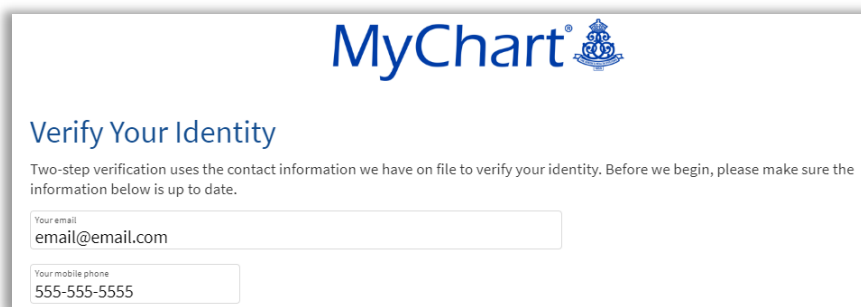 MyChart®
Verify Your Identity
Two-step verification uses the contact information we have on file to verify your identity. Before we begin, please make sure the
information below is up to date.
Your email
email@email.com
Your mobile phone
555-555-5555